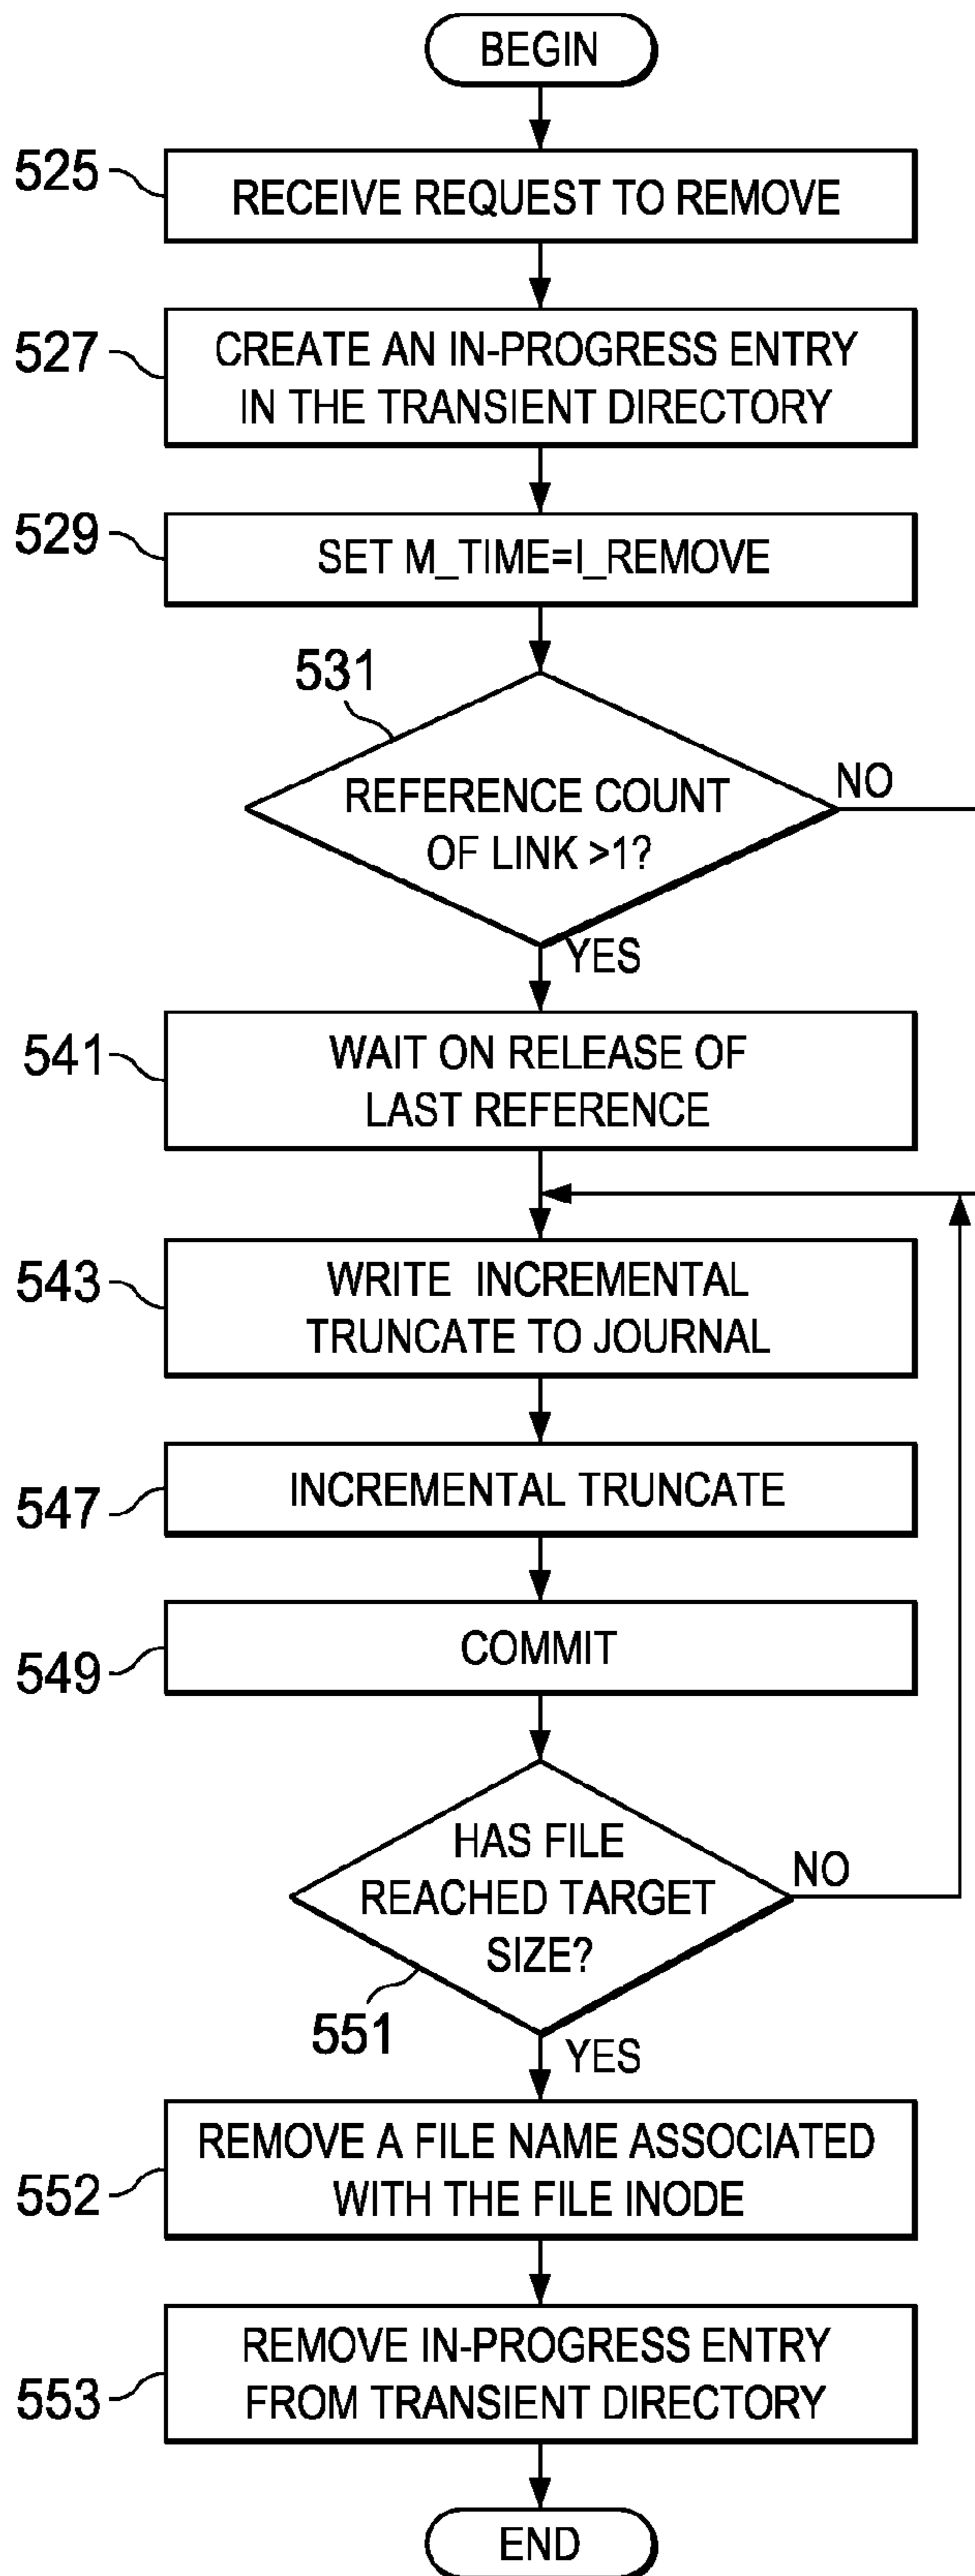 BEGIN
525
RECEIVE REQUEST TO REMOVE
527
CREATE AN IN-PROGRESS ENTRY
IN THE TRANSIENT DIRECTORY
529
SET M_TIME=I_REMOVE
531
REFERENCE COUNT
OF LINK >1?
NO
YES
541
WAIT ON RELEASE OF
LAST REFERENCE
543
WRITE INCREMENTAL
TRUNCATE TO JOURNAL
547
INCREMENTAL TRUNCATE
549
COMMIT
HAS FILE
REACHED TARGET
SIZE?
NO
551
YES
552
REMOVE A FILE NAME ASSOCIATED
WITH THE FILE INODE
553
REMOVE IN-PROGRESS ENTRY
FROM TRANSIENT DIRECTORY
END